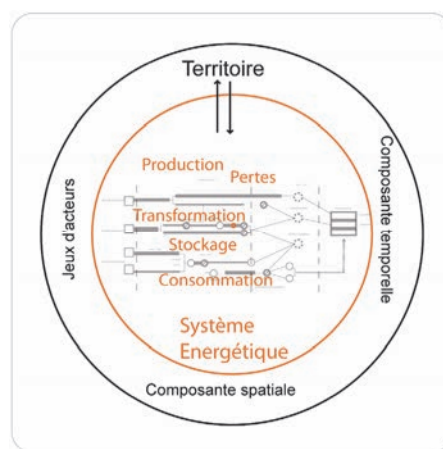 Territoire
Production
Pertes
Transformation
Stockage
Consommation
Système
Energétique
Jeux d'acteurs
Composante temporelle
Composante spatiale